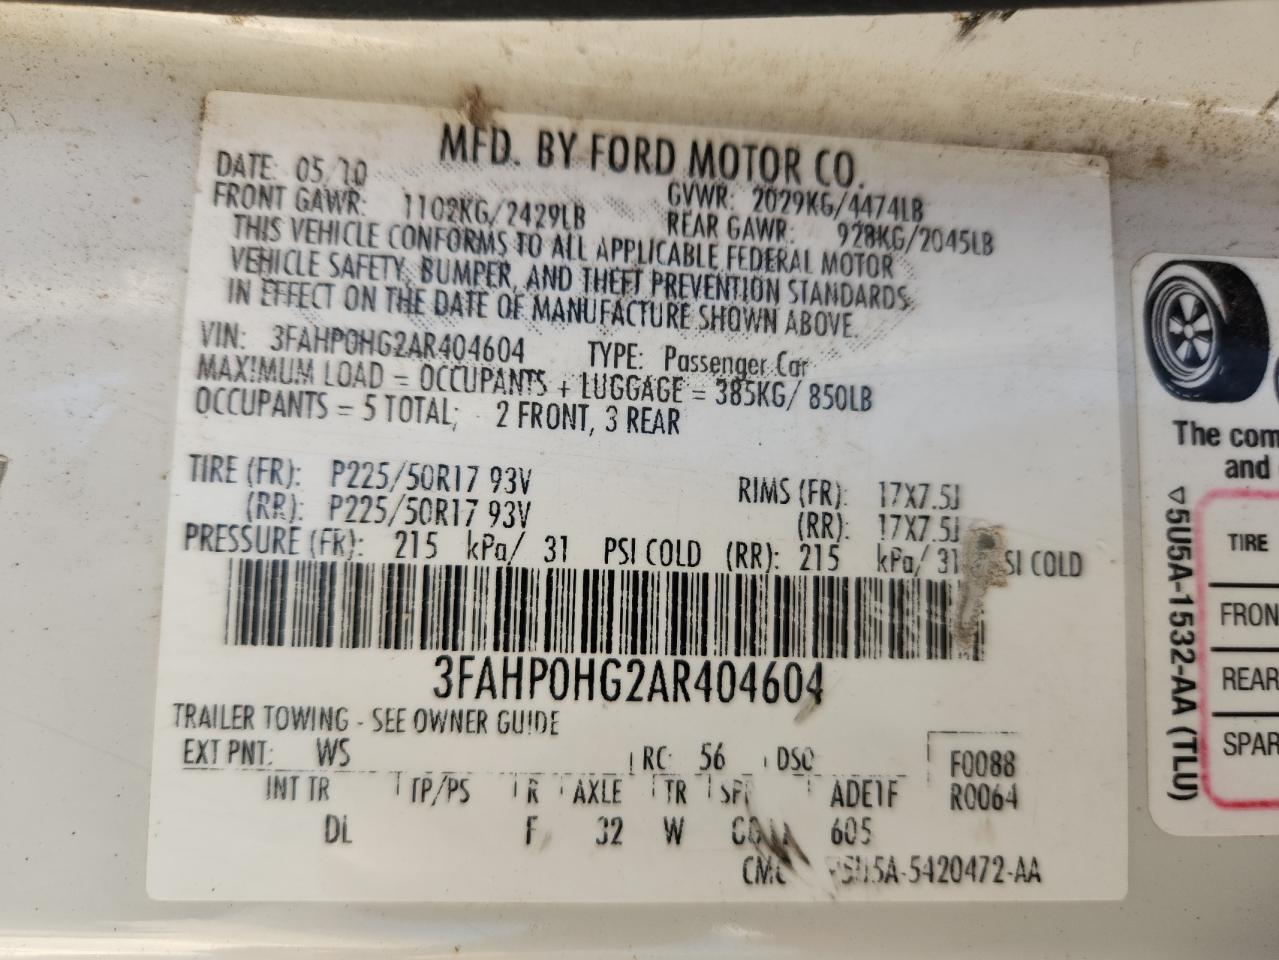 MFD. BY FORD MOTOR CO.
DATE: 05/10
GVWR: 2029KG/4474LB
FRONT GAWR: 1102KG/2429LB
REAR GAWR: 928KG/2045LB
THIS VEHICLE CONFORMS TO ALL APPLICABLE FEDERAL MOTOR
VEHICLE SAFETY, BUMPER, AND THEFT PREVENTION STANDARDS
IN EFFECT ON THE DATE OF MANUFACTURE SHOWN ABOVE.
VIN: 3FAHP0HG2AR404604 TYPE: Passenger Car
MAXIMUM LOAD = OCCUPANTS + LUGGAGE = 385KG/ 850LB
OCCUPANTS = 5 TOTAL; 2 FRONT, 3 REAR
TIRE (FR): P225/50R17 93V RIMS (FR): 17X7.5J
(RR): P225/50R17 93V (RR): 17X7.5J
PRESSURE (FR): 215 kPa/ 31 PSI COLD (RR): 215 kPa/ 31 SI COLD
3FAHP0HG2AR404604
TRAILER TOWING - SEE OWNER GUIDE
EXT PNT: WS RC: 56 DSO F0088
INT TR TP/PS R AXLE TR ADE1F R0064
DL F 32 W 605
5420472-AA
The com
and
TIRE
FRON
REAR
SPAR
▽5U5A-1532-AA (TLU)